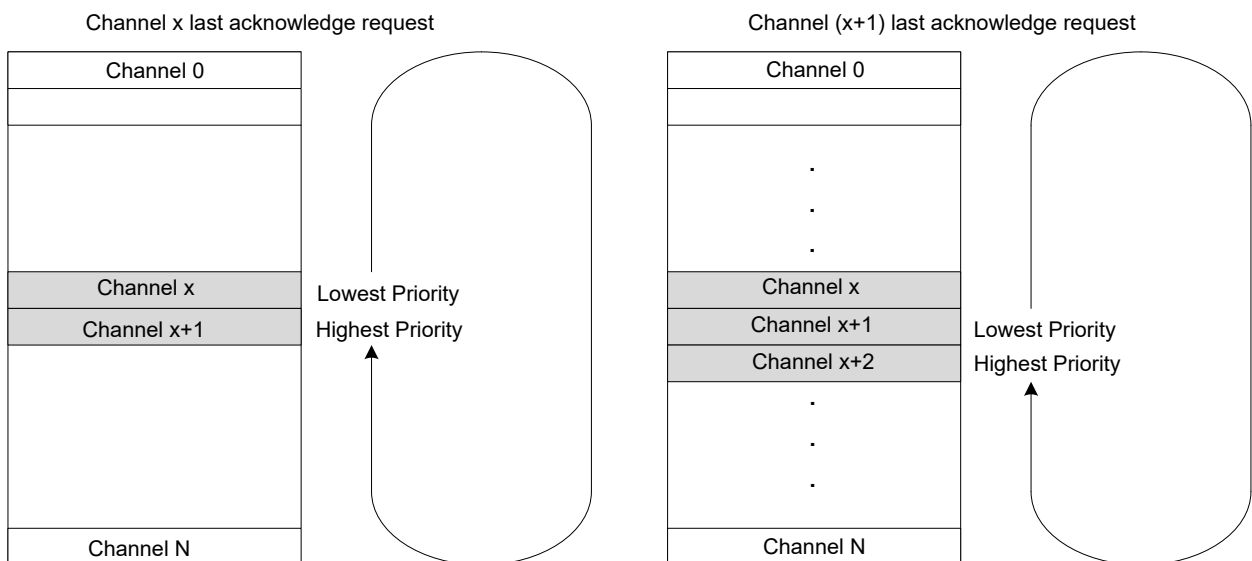 Channel x last acknowledge request
Channel 0
Channel x
Lowest Priority
Channel x+1
Highest Priority
Channel N
Channel (x+1) last acknowledge request
Channel 0
.
.
.
Channel x
Channel x+1
Lowest Priority
Channel x+2
Highest Priority
.
.
.
Channel N